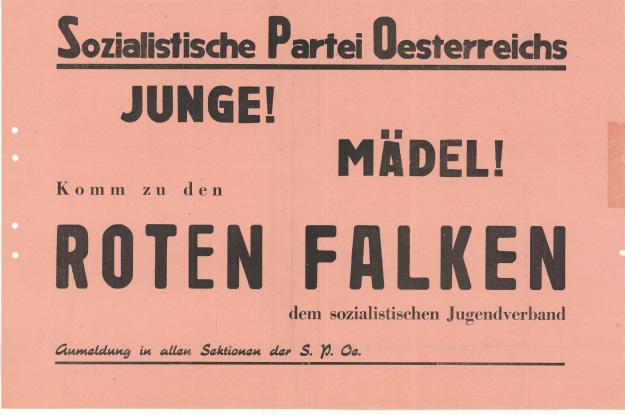 Sozialistische Partei Oesterreichs
JUNGE!
MÄDEL!
Komm zu den
ROTEN FALKEN
dem sozialistischen Jugendverband
Anmeldung in allen Sektionen der S. P. Oe.